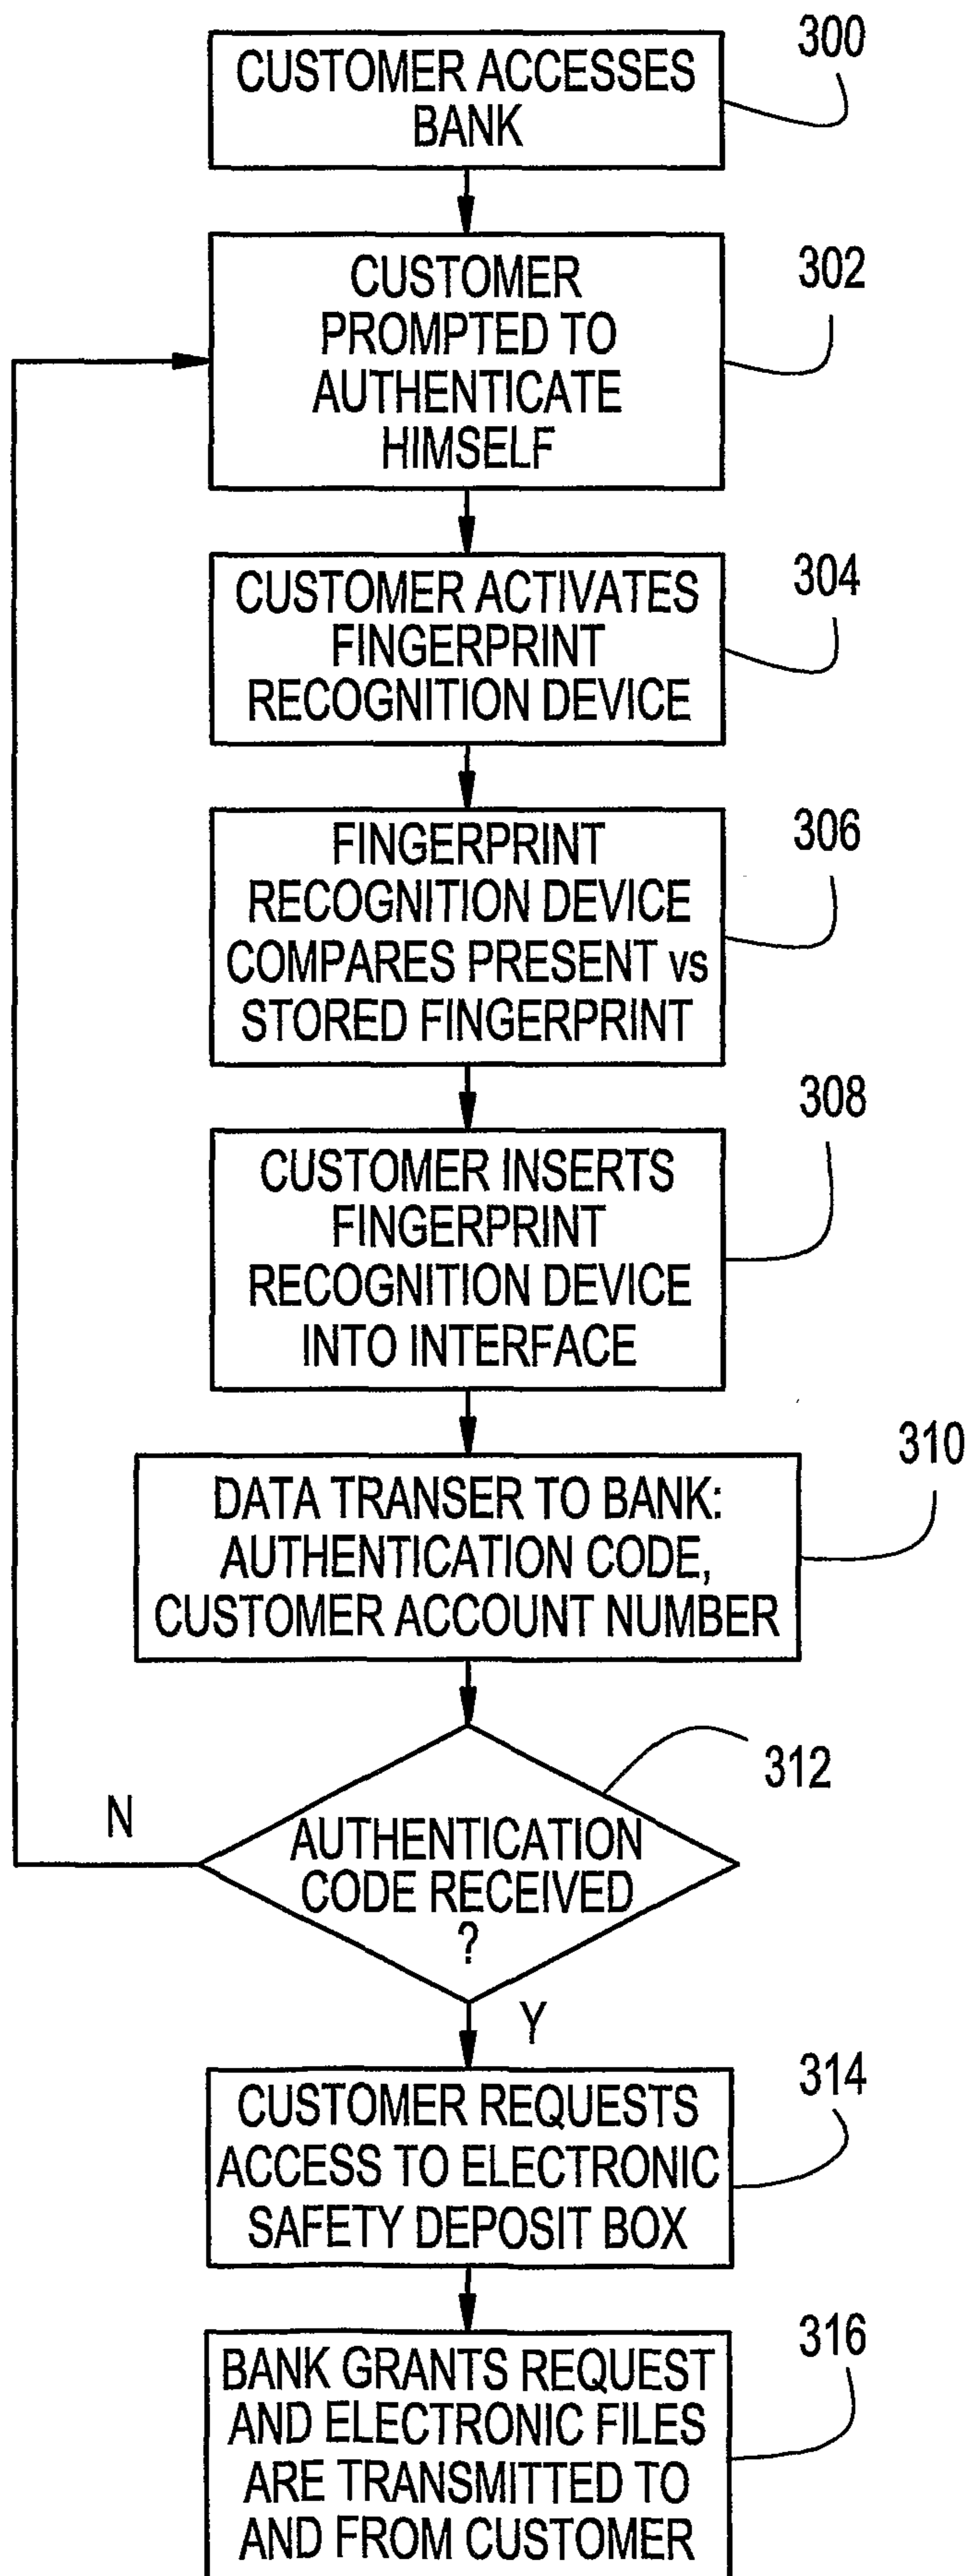 300
CUSTOMER ACCESSES
BANK
302
CUSTOMER
PROMPTED TO
AUTHENTICATE
HIMSELF
304
CUSTOMER ACTIVATES
FINGERPRINT
RECOGNITION DEVICE
306
FINGERPRINT
RECOGNITION DEVICE
COMPARES PRESENT vs
STORED FINGERPRINT
308
CUSTOMER INSERTS
FINGERPRINT
RECOGNITION DEVICE
INTO INTERFACE
310
DATA TRANSER TO BANK:
AUTHENTICATION CODE,
CUSTOMER ACCOUNT NUMBER
312
N
AUTHENTICATION
CODE RECEIVED
?
Y
314
CUSTOMER REQUESTS
ACCESS TO ELECTRONIC
SAFETY DEPOSIT BOX
316
BANK GRANTS REQUEST
AND ELECTRONIC FILES
ARE TRANSMITTED TO
AND FROM CUSTOMER